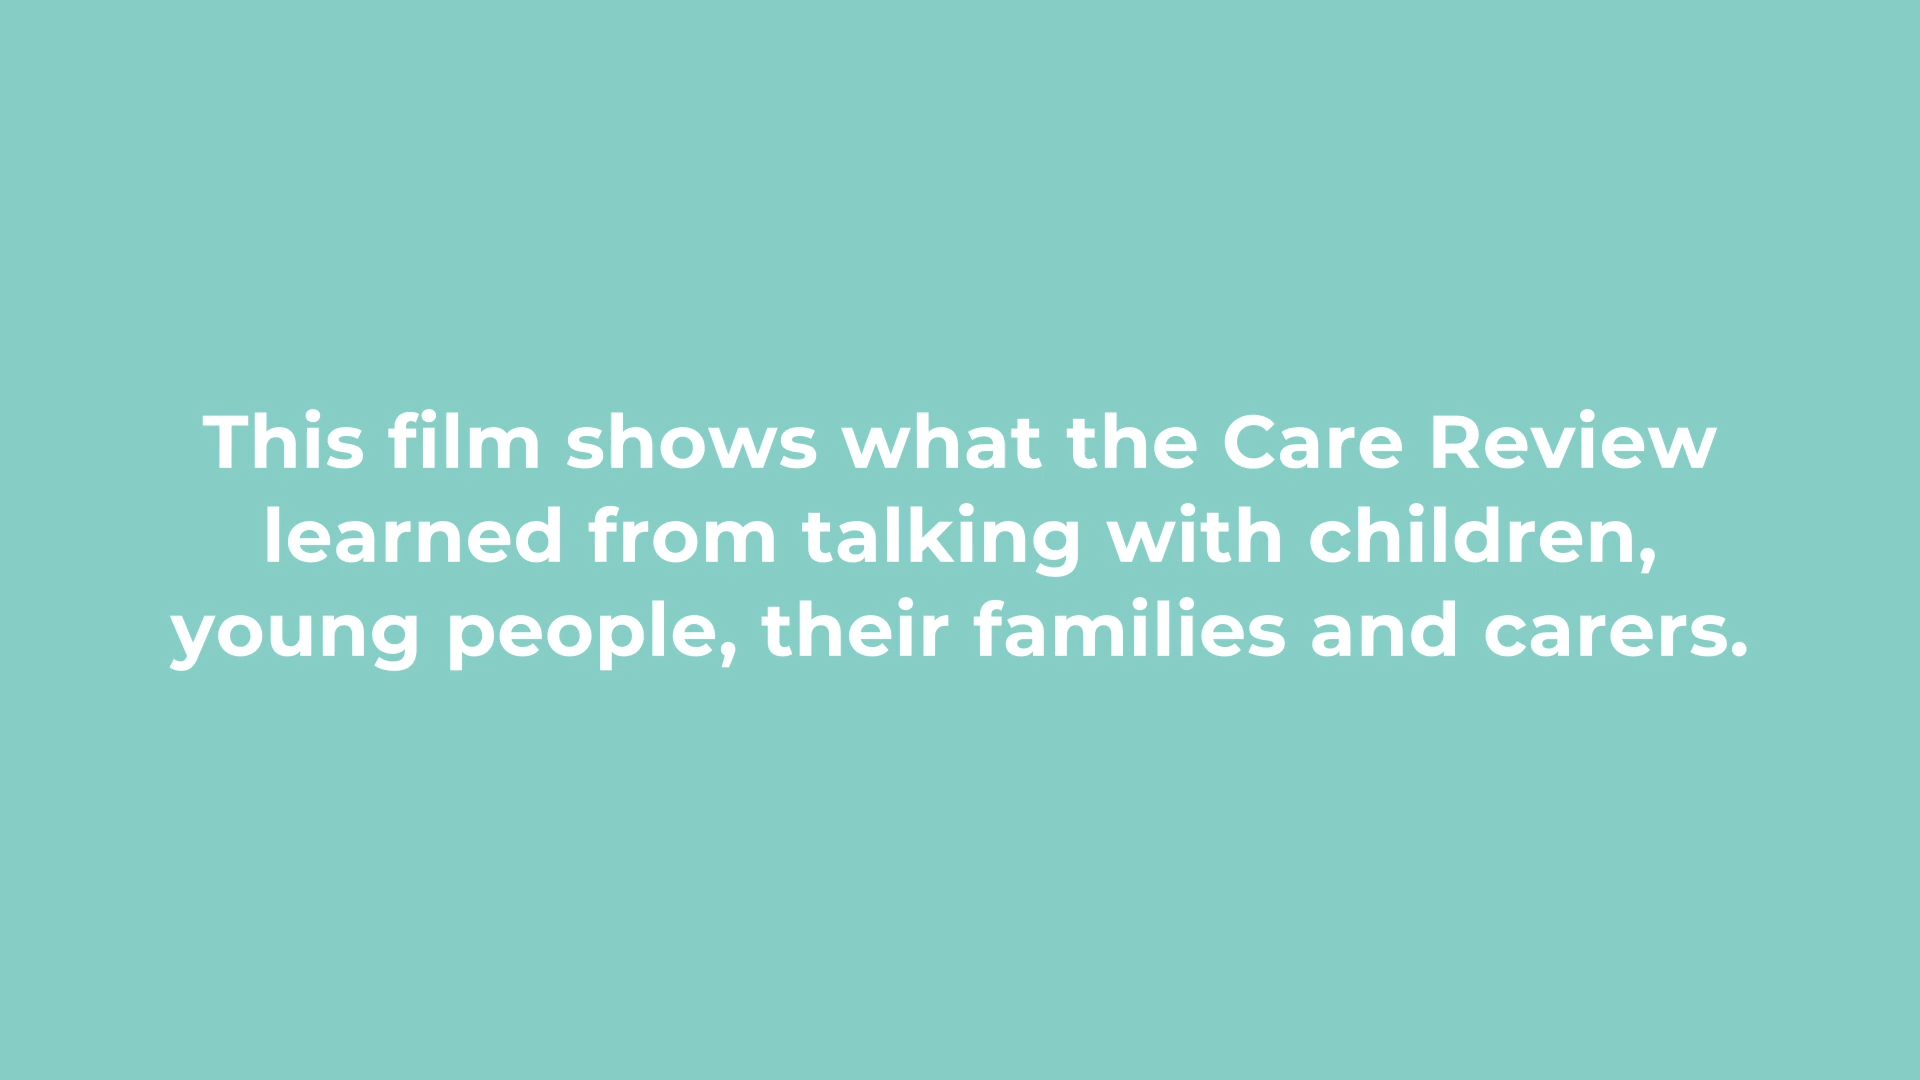 This film shows what the Care Review
learned from talking with children,
young people, their families and carers.